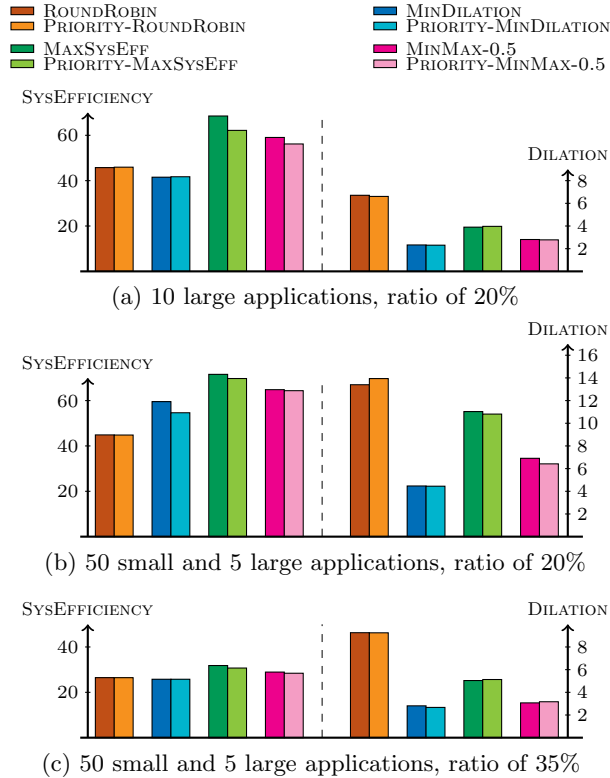 ROUNDROBIN
PRIORITY-ROUNDROBIN
MAXSYSEFF
PRIORITY-MAXSYSEFF
MINDILATION
PRIORITY-MINDILATION
MINMAX-0.5
PRIORITY-MINMAX-0.5
SYSEFFICIENCY
60
40
20
DILATION
8
6
4
2
(a) 10 large applications, ratio of 20%
SYSEFFICIENCY
60
40
20
DILATION
16
14
12
10
8
6
4
2
(b) 50 small and 5 large applications, ratio of 20%
SYSEFFICIENCY
40
20
DILATION
8
6
4
2
(c) 50 small and 5 large applications, ratio of 35%